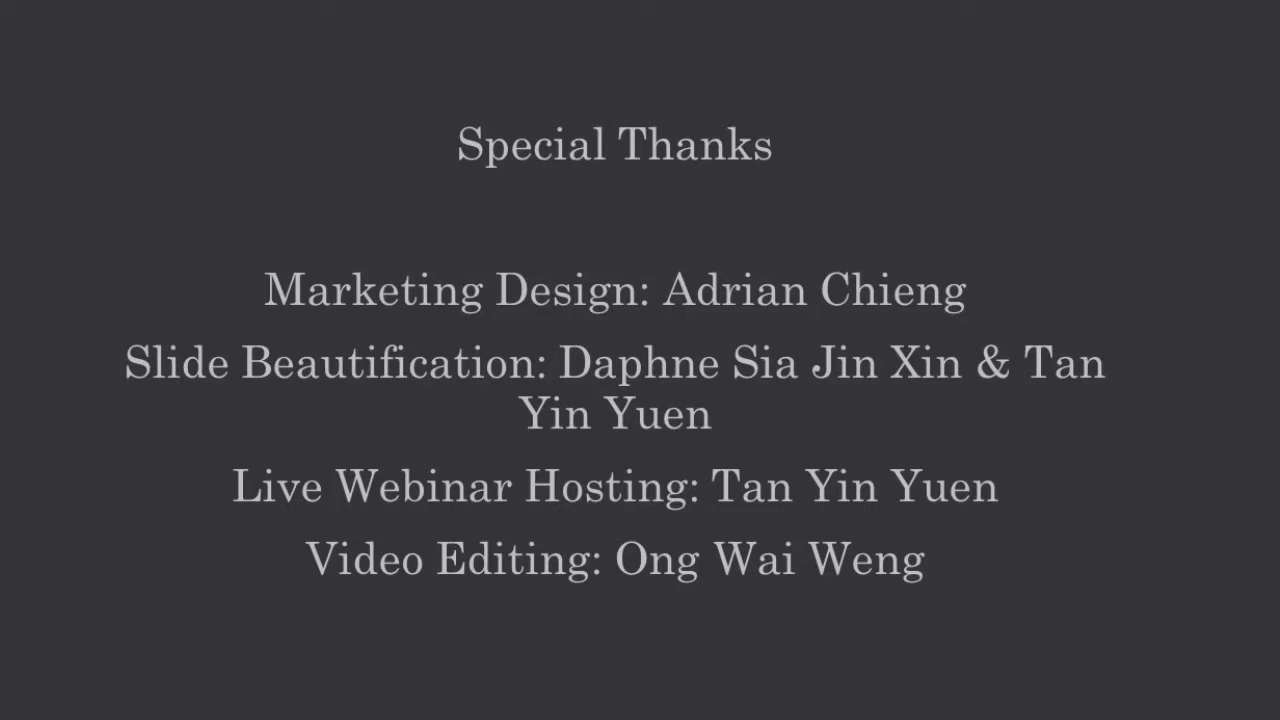 Special Thanks
Marketing Design: Adrian Chieng
Slide Beautification: Daphne Sia Jin Xin & Tan
Yin Yuen
Live Webinar Hosting: Tan Yin Yuen
Video Editing: Ong Wai Weng